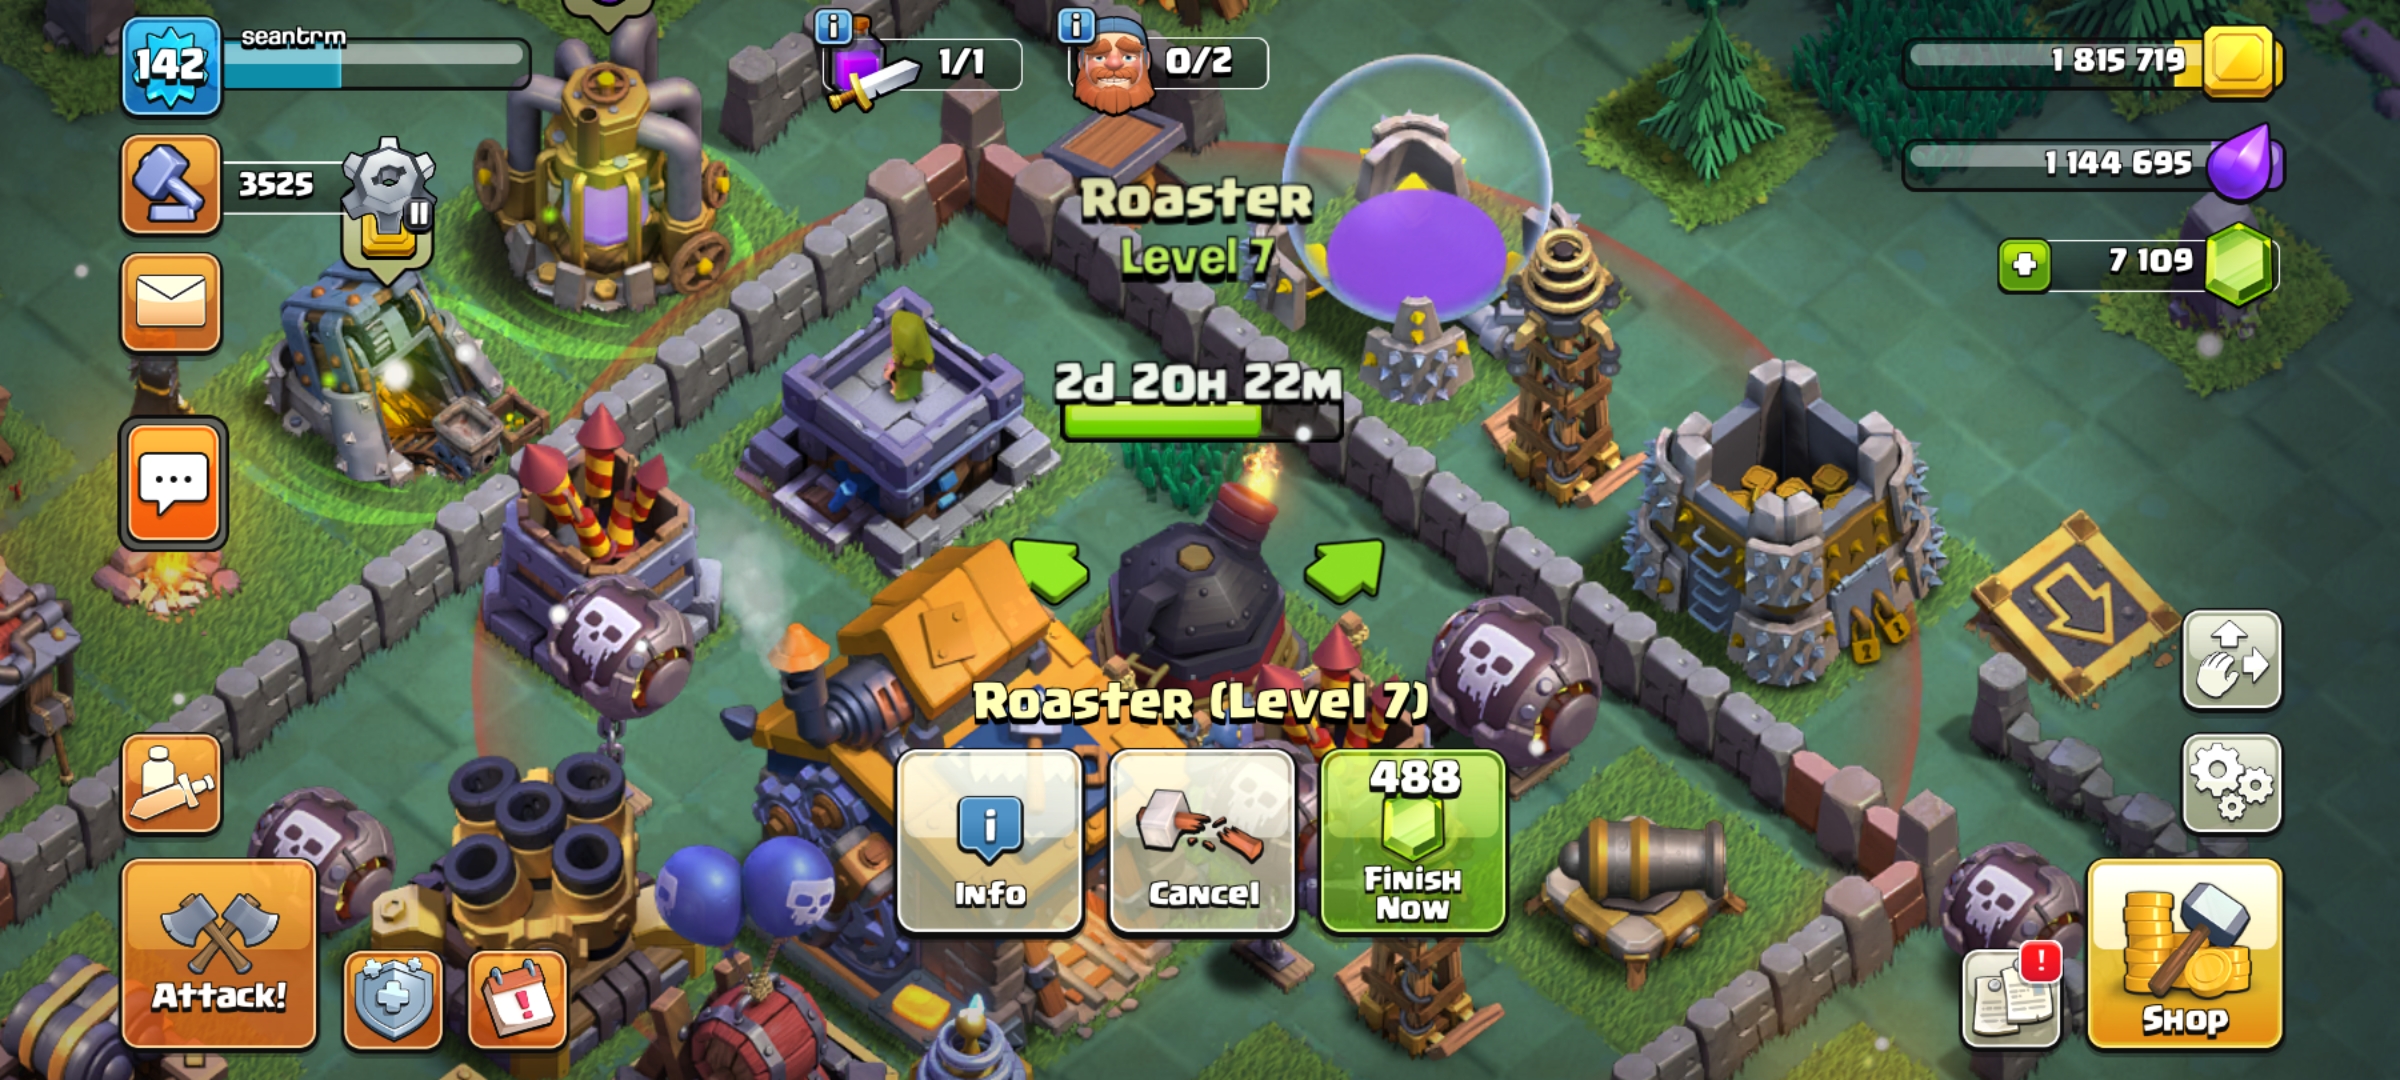 142
seantrm
1/1
0/2
1 815 719
3525
1 144 695
7 109
Roaster
Level 7
2d 20H 22M
Roaster (Level 7)
Info
Cancel
488
Finish
Now
Attack!
Shop